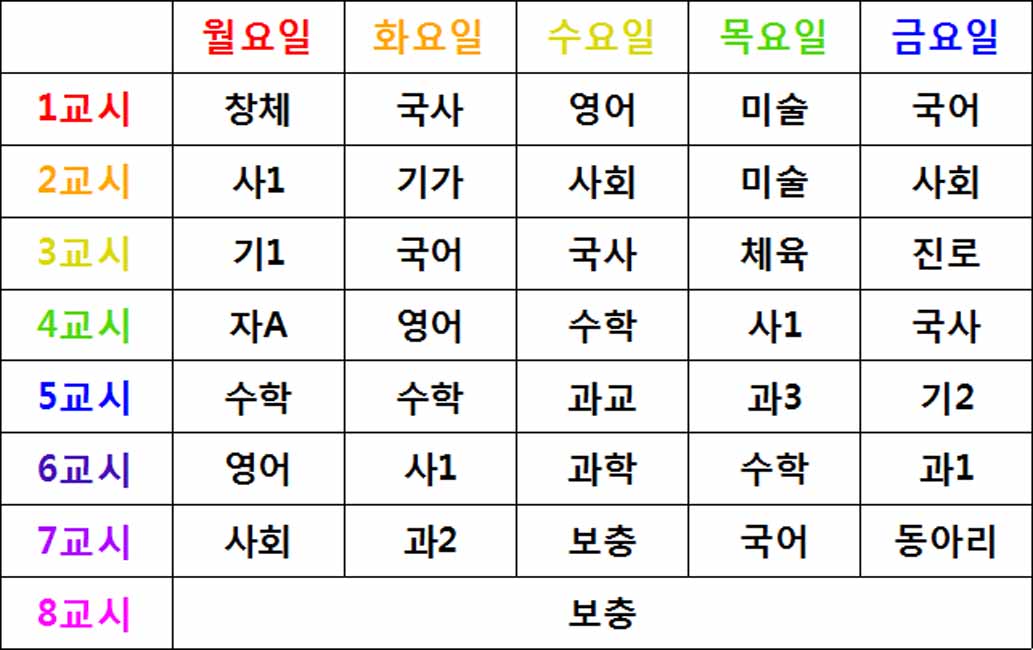 월요일 화요일 수요일 목요일 금요일
1교시 창체 국사 영어 미술 국어
2교시 사1 기가 사회 미술 사회
3교시 기1 국어 국사 체육 진로
4교시 자A 영어 수학 사1 국사
5교시 수학 수학 과교 과3 기2
6교시 영어 사1 과학 수학 과1
7교시 사회 과2 보충 국어 동아리
8교시 보충